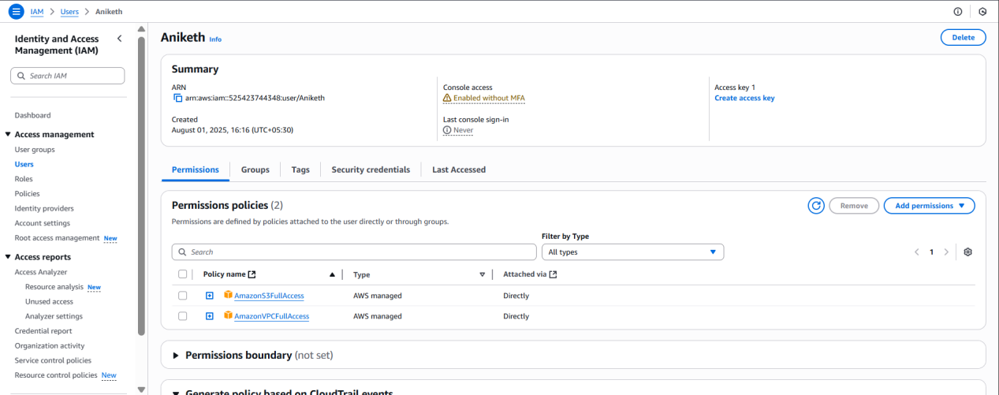 IAM > Users > Aniketh
Identity and Access Management (IAM)
Search IAM
Dashboard
Access management
User groups
Users
Roles
Policies
Identity providers
Account settings
Root access management New
Access reports
Access Analyzer
Resource analysis New
Unused access
Analyzer settings
Credential report
Organization activity
Service control policies
Resource control policies New
Aniketh Info
Delete
Summary
ARN
arn:aws:iam::525423744348:user/Aniketh
Created
August 01, 2025, 16:16 (UTC+05:30)
Console access
Enabled without MFA
Last console sign-in
Never
Access key 1
Create access key
Permissions Groups Tags Security credentials Last Accessed
Permissions policies (2)
Remove
Add permissions
Permissions are defined by policies attached to the user directly or through groups.
Filter by Type
Search
All types
1
Policy name Type Attached via
AmazonS3FullAccess AWS managed Directly
AmazonVPCFullAccess AWS managed Directly
Permissions boundary (not set)
Generate policy based on CloudTrail events